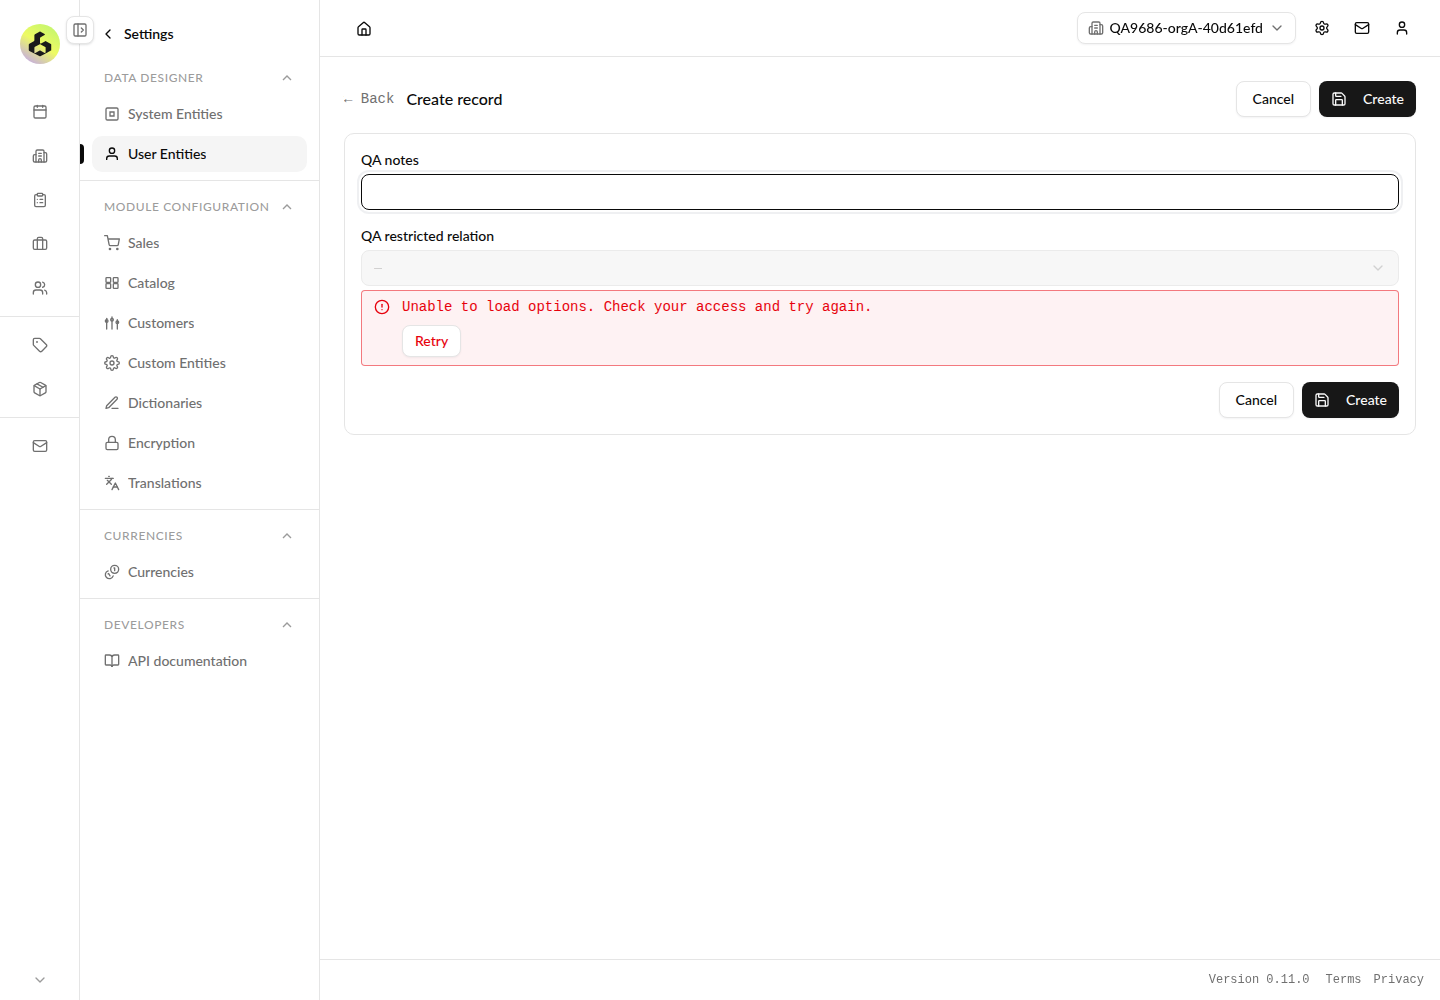 Settings
DATA DESIGNER
System Entities
User Entities
MODULE CONFIGURATION
Sales
Catalog
Customers
Custom Entities
Dictionaries
Encryption
Translations
CURRENCIES
Currencies
DEVELOPERS
API documentation
QA9686-orgA-40d61efd
← Back Create record
Cancel Create
QA notes
QA restricted relation
—
Unable to load options. Check your access and try again.
Retry
Cancel Create
Version 0.11.0 Terms Privacy